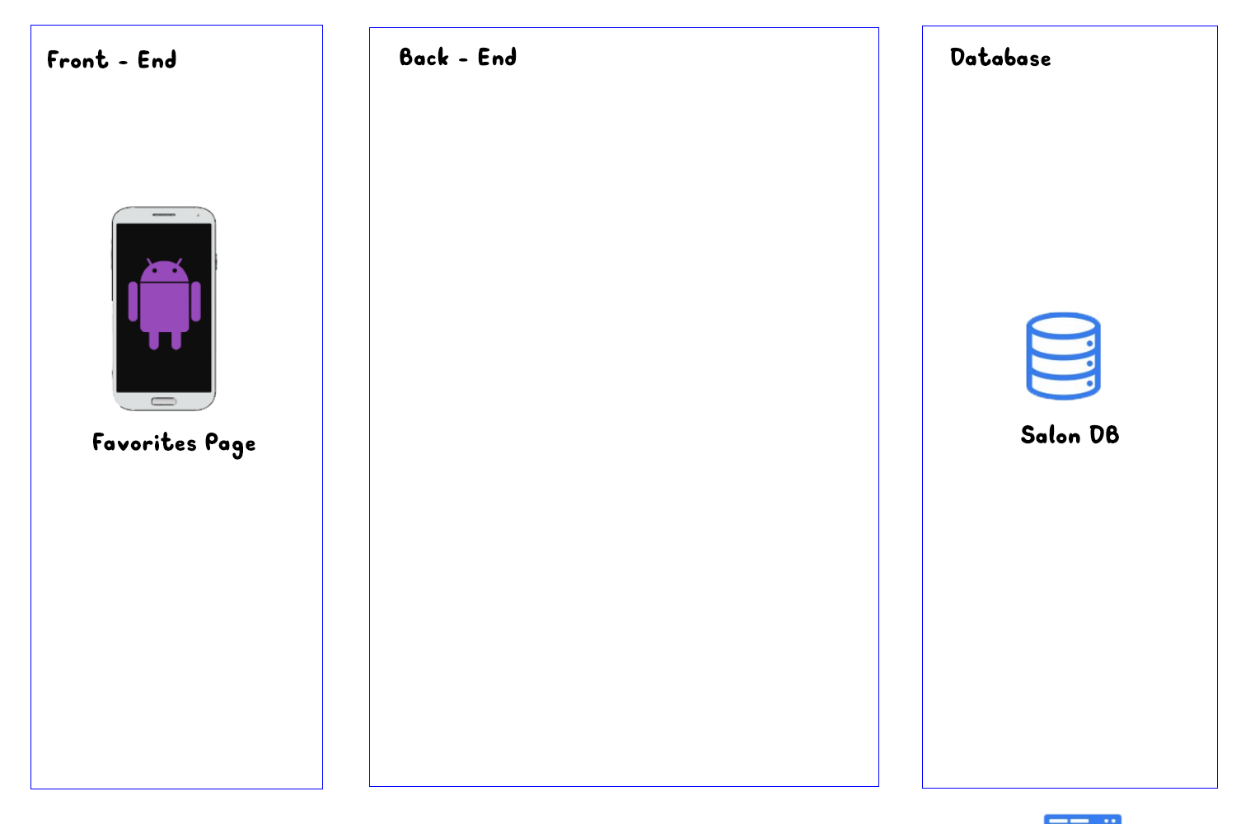 Front - End
Back - End
Database
Favorites Page
Salon DB